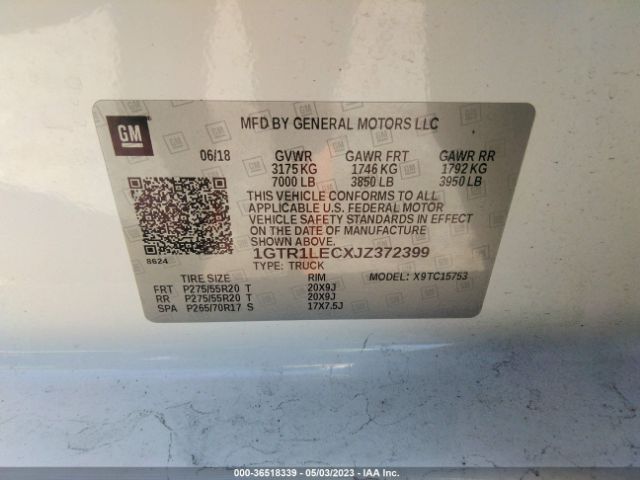 GM
MFD BY GENERAL MOTORS LLC
06/18 GVWR GAWR FRT GAWR RR
3175 KG 1746 KG 1792 KG
7000 LB 3850 LB 3950 LB
THIS VEHICLE CONFORMS TO ALL
APPLICABLE U.S. FEDERAL MOTOR
VEHICLE SAFETY STANDARDS IN EFFECT
ON THE DATE OF MANUFACTURE
SHOWN ABOVE.
8624
1GTR1LECXJZ372399
TYPE: TRUCK MODEL: X9TC15753
TIRE SIZE RIM
FRT P275/55R20 T 20X9J
RR P275/55R20 T 20X9J
SPA P265/70R17 S 17X7.5J
000-36518339 - 05/03/2023 - IAA Inc.